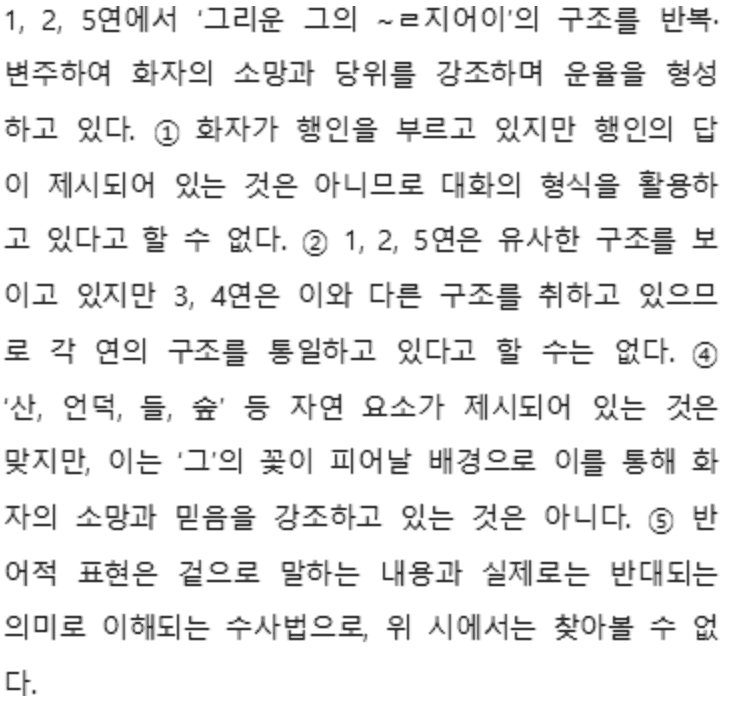 1, 2, 5연에서 ‘그리운 그의 ~ㄹ지어이’의 구조를 반복·
변주하여 화자의 소망과 당위를 강조하며 운율을 형성
하고 있다. ① 화자가 행인을 부르고 있지만 행인의 답
이 제시되어 있는 것은 아니므로 대화의 형식을 활용하
고 있다고 할 수 없다. ② 1, 2, 5연은 유사한 구조를 보
이고 있지만 3, 4연은 이와 다른 구조를 취하고 있으므
로 각 연의 구조를 통일하고 있다고 할 수는 없다. ④
‘산, 언덕, 들, 숲’ 등 자연 요소가 제시되어 있는 것은
맞지만, 이는 ‘그’의 꽃이 피어날 배경으로 이를 통해 화
자의 소망과 믿음을 강조하고 있는 것은 아니다. ⑤ 반
어적 표현은 겉으로 말하는 내용과 실제로는 반대되는
의미로 이해되는 수사법으로, 위 시에서는 찾아볼 수 없
다.